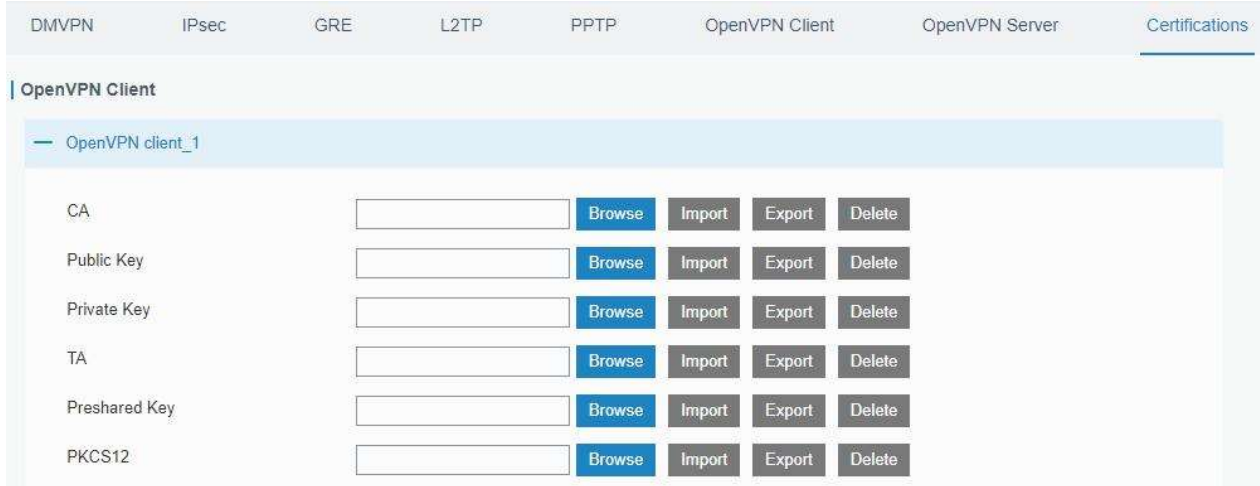 DMVPN IPsec GRE L2TP PPTP OpenVPN Client OpenVPN Server Certifications
OpenVPN Client
— OpenVPN client_1
CA Browse Import Export Delete
Public Key Browse Import Export Delete
Private Key Browse Import Export Delete
TA Browse Import Export Delete
Preshared Key Browse Import Export Delete
PKCS12 Browse Import Export Delete